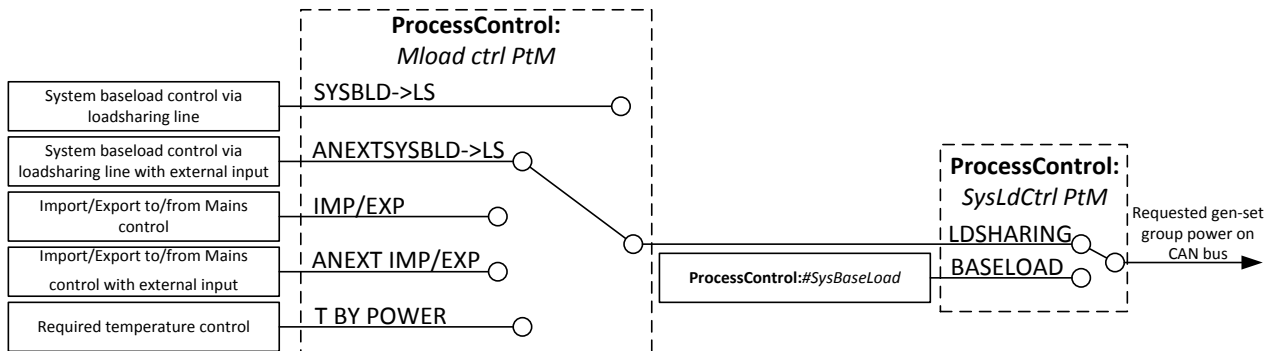 ProcessControl:
Mload ctrl PtM
System baseload control via
loadsharing line
SYSBLD->LS
System baseload control via
loadsharing line with external input
ANEXTSYSBLD->LS
Import/Export to/from Mains
control
IMP/EXP
Import/Export to/from Mains
control with external input
ANEXT IMP/EXP
Required temperature control
T BY POWER
ProcessControl:#SysBaseLoad
ProcessControl:
SysLdCtrl PtM
LDSHARING
BASELOAD
Requested gen-set
group power on
CAN bus